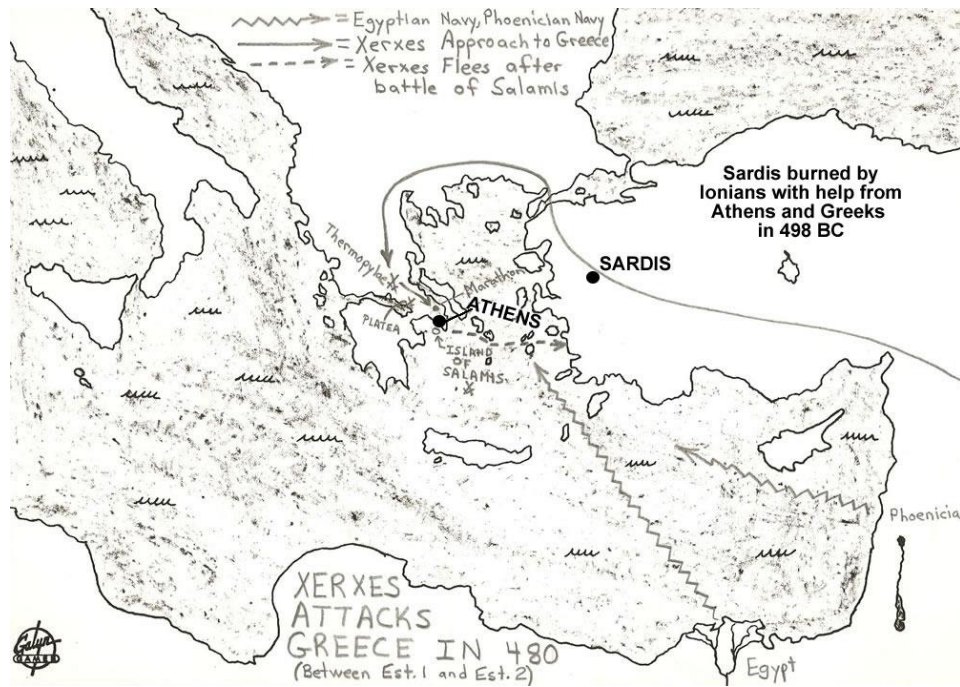 = Egyptian Navy, Phoenician Navy
= Xerxes Approach to Greece
= Xerxes Flees after
battle of Salamis
Sardis burned by
Ionians with help from
Athens and Greeks
in 498 BC
SARDIS
Thermopylae
Marathon
ATHENS
PLATEA
ISLAND
OF
SALAMIS
Phoenicia
XERXES
ATTACKS
GREECE IN 480
(Between Est. 1 and Est. 2)
Egypt
Galyn
GAMES